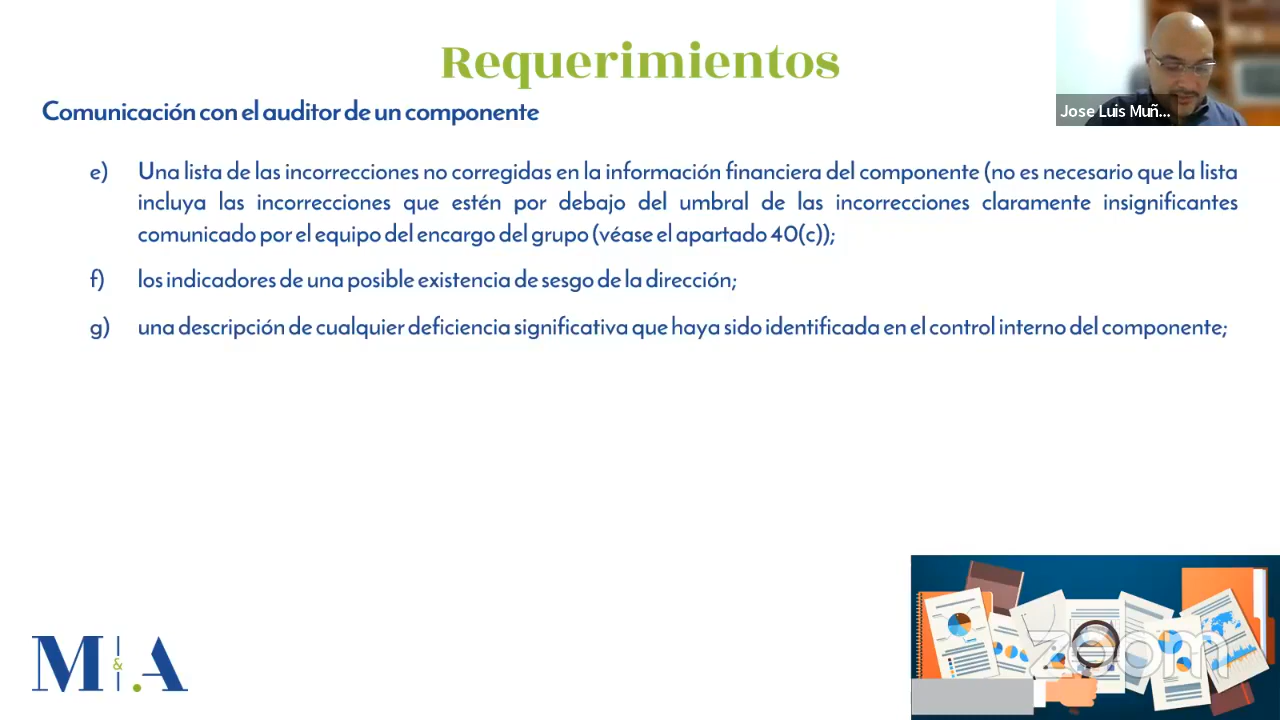 Requerimientos
Jose Luis Muñ...
Comunicación con el auditor de un componente
e) Una lista de las incorrecciones no corregidas en la información financiera del componente (no es necesario que la lista
incluya las incorrecciones que estén por debajo del umbral de las incorrecciones claramente insignificantes
comunicado por el equipo del encargo del grupo (véase el apartado 40(c));
f) los indicadores de una posible existencia de sesgo de la dirección;
g) una descripción de cualquier deficiencia significativa que haya sido identificada en el control interno del componente;
M&A
zoom